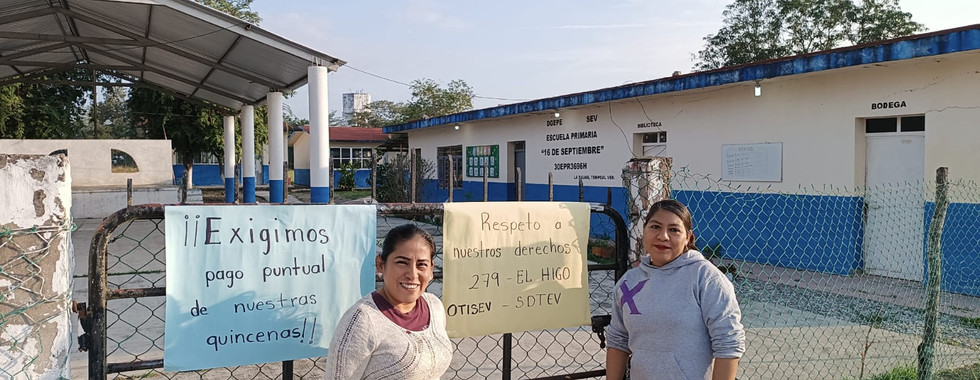 ¡¡Exigimos
pago puntual
de nuestras
quincenas!!
Respeto a
nuestros derechos
279 - EL HIGO
OTISEV - SDTEV
DGEPE SEV
ESCUELA PRIMARIA
"16 DE SEPTIEMBRE"
30EPR3696H
BIBLIOTECA
BODEGA
X